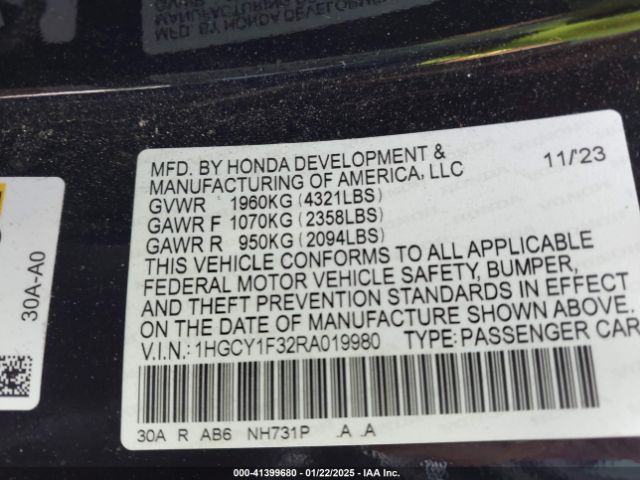 MFD. BY HONDA DEVELOPMENT &
MANUFACTURING OF AMERICA, LLC 11/'23
GVWR 1960KG (4321LBS)
GAWR F 1070KG (2358LBS)
GAWR R 950KG (2094LBS)
THIS VEHICLE CONFORMS TO ALL APPLICABLE
FEDERAL MOTOR VEHICLE SAFETY, BUMPER,
AND THEFT PREVENTION STANDARDS IN EFFECT
ON THE DATE OF MANUFACTURE SHOWN ABOVE.
V.I.N.: 1HGCY1F32RA019980 TYPE: PASSENGER CAR
30A R AB6 NH731P .A .A
30A-A0
000-41399680 - 01/22/2025 - IAA Inc.